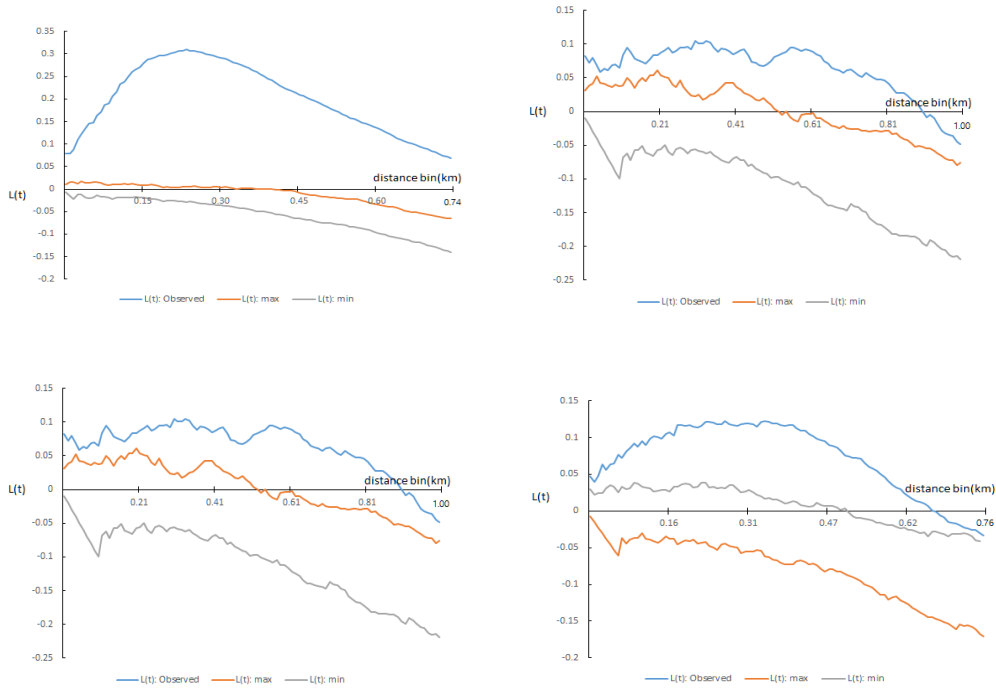 0.35
0.3
0.25
0.2
0.15
0.1
0.05
0
-0.05
-0.1
-0.15
-0.2
L(t)
distance bin(km)
0.15 0.30 0.45 0.60 0.74
L(t): Observed L(t): max L(t): min
0.15
0.1
0.05
0
-0.05
-0.1
-0.15
-0.2
-0.25
L(t)
distance bin(km)
0.21 0.41 0.61 0.81 1.00
L(t): Observed L(t): max L(t): min
0.15
0.1
0.05
0
-0.05
-0.1
-0.15
-0.2
-0.25
L(t)
distance bin(km)
0.21 0.41 0.61 0.81 1.00
L(t): Observed L(t): max L(t): min
0.15
0.1
0.05
0
-0.05
-0.1
-0.15
-0.2
L(t)
distance bin(km)
0.16 0.31 0.47 0.62 0.76
L(t): Observed L(t): max L(t): min